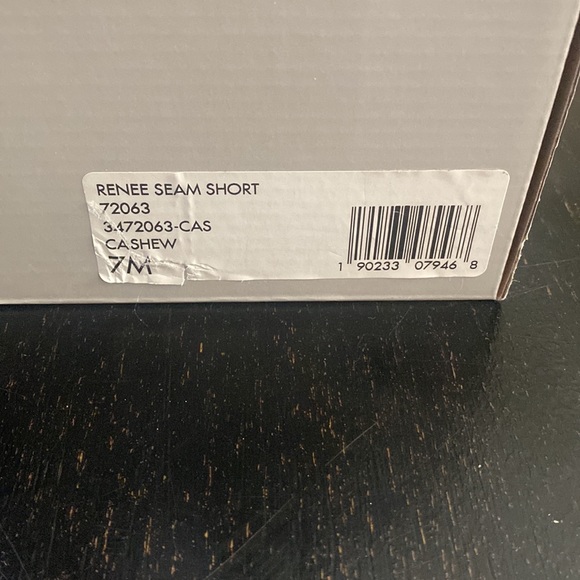 RENEE SEAM SHORT
72063
3472063-CAS
CASHEW
7M
1 90233 07946 8